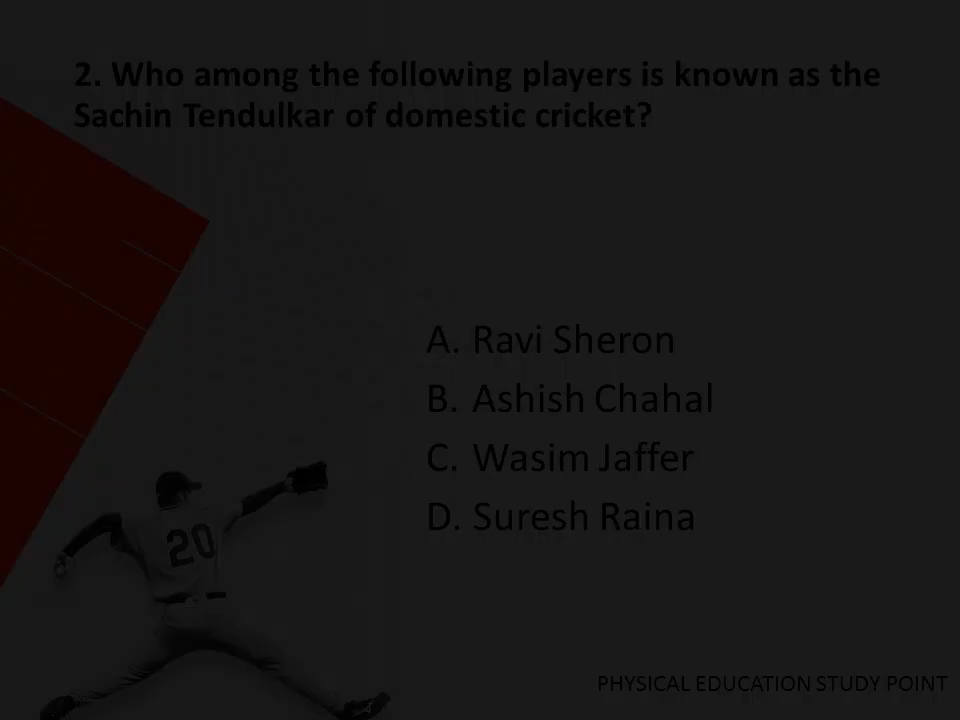 2. Who among the following players is known as the
Sachin Tendulkar of domestic cricket?
A. Ravi Sheron
B. Ashish Chahal
C. Wasim Jaffer
D. Suresh Raina
20
PHYSICAL EDUCATION STUDY POINT